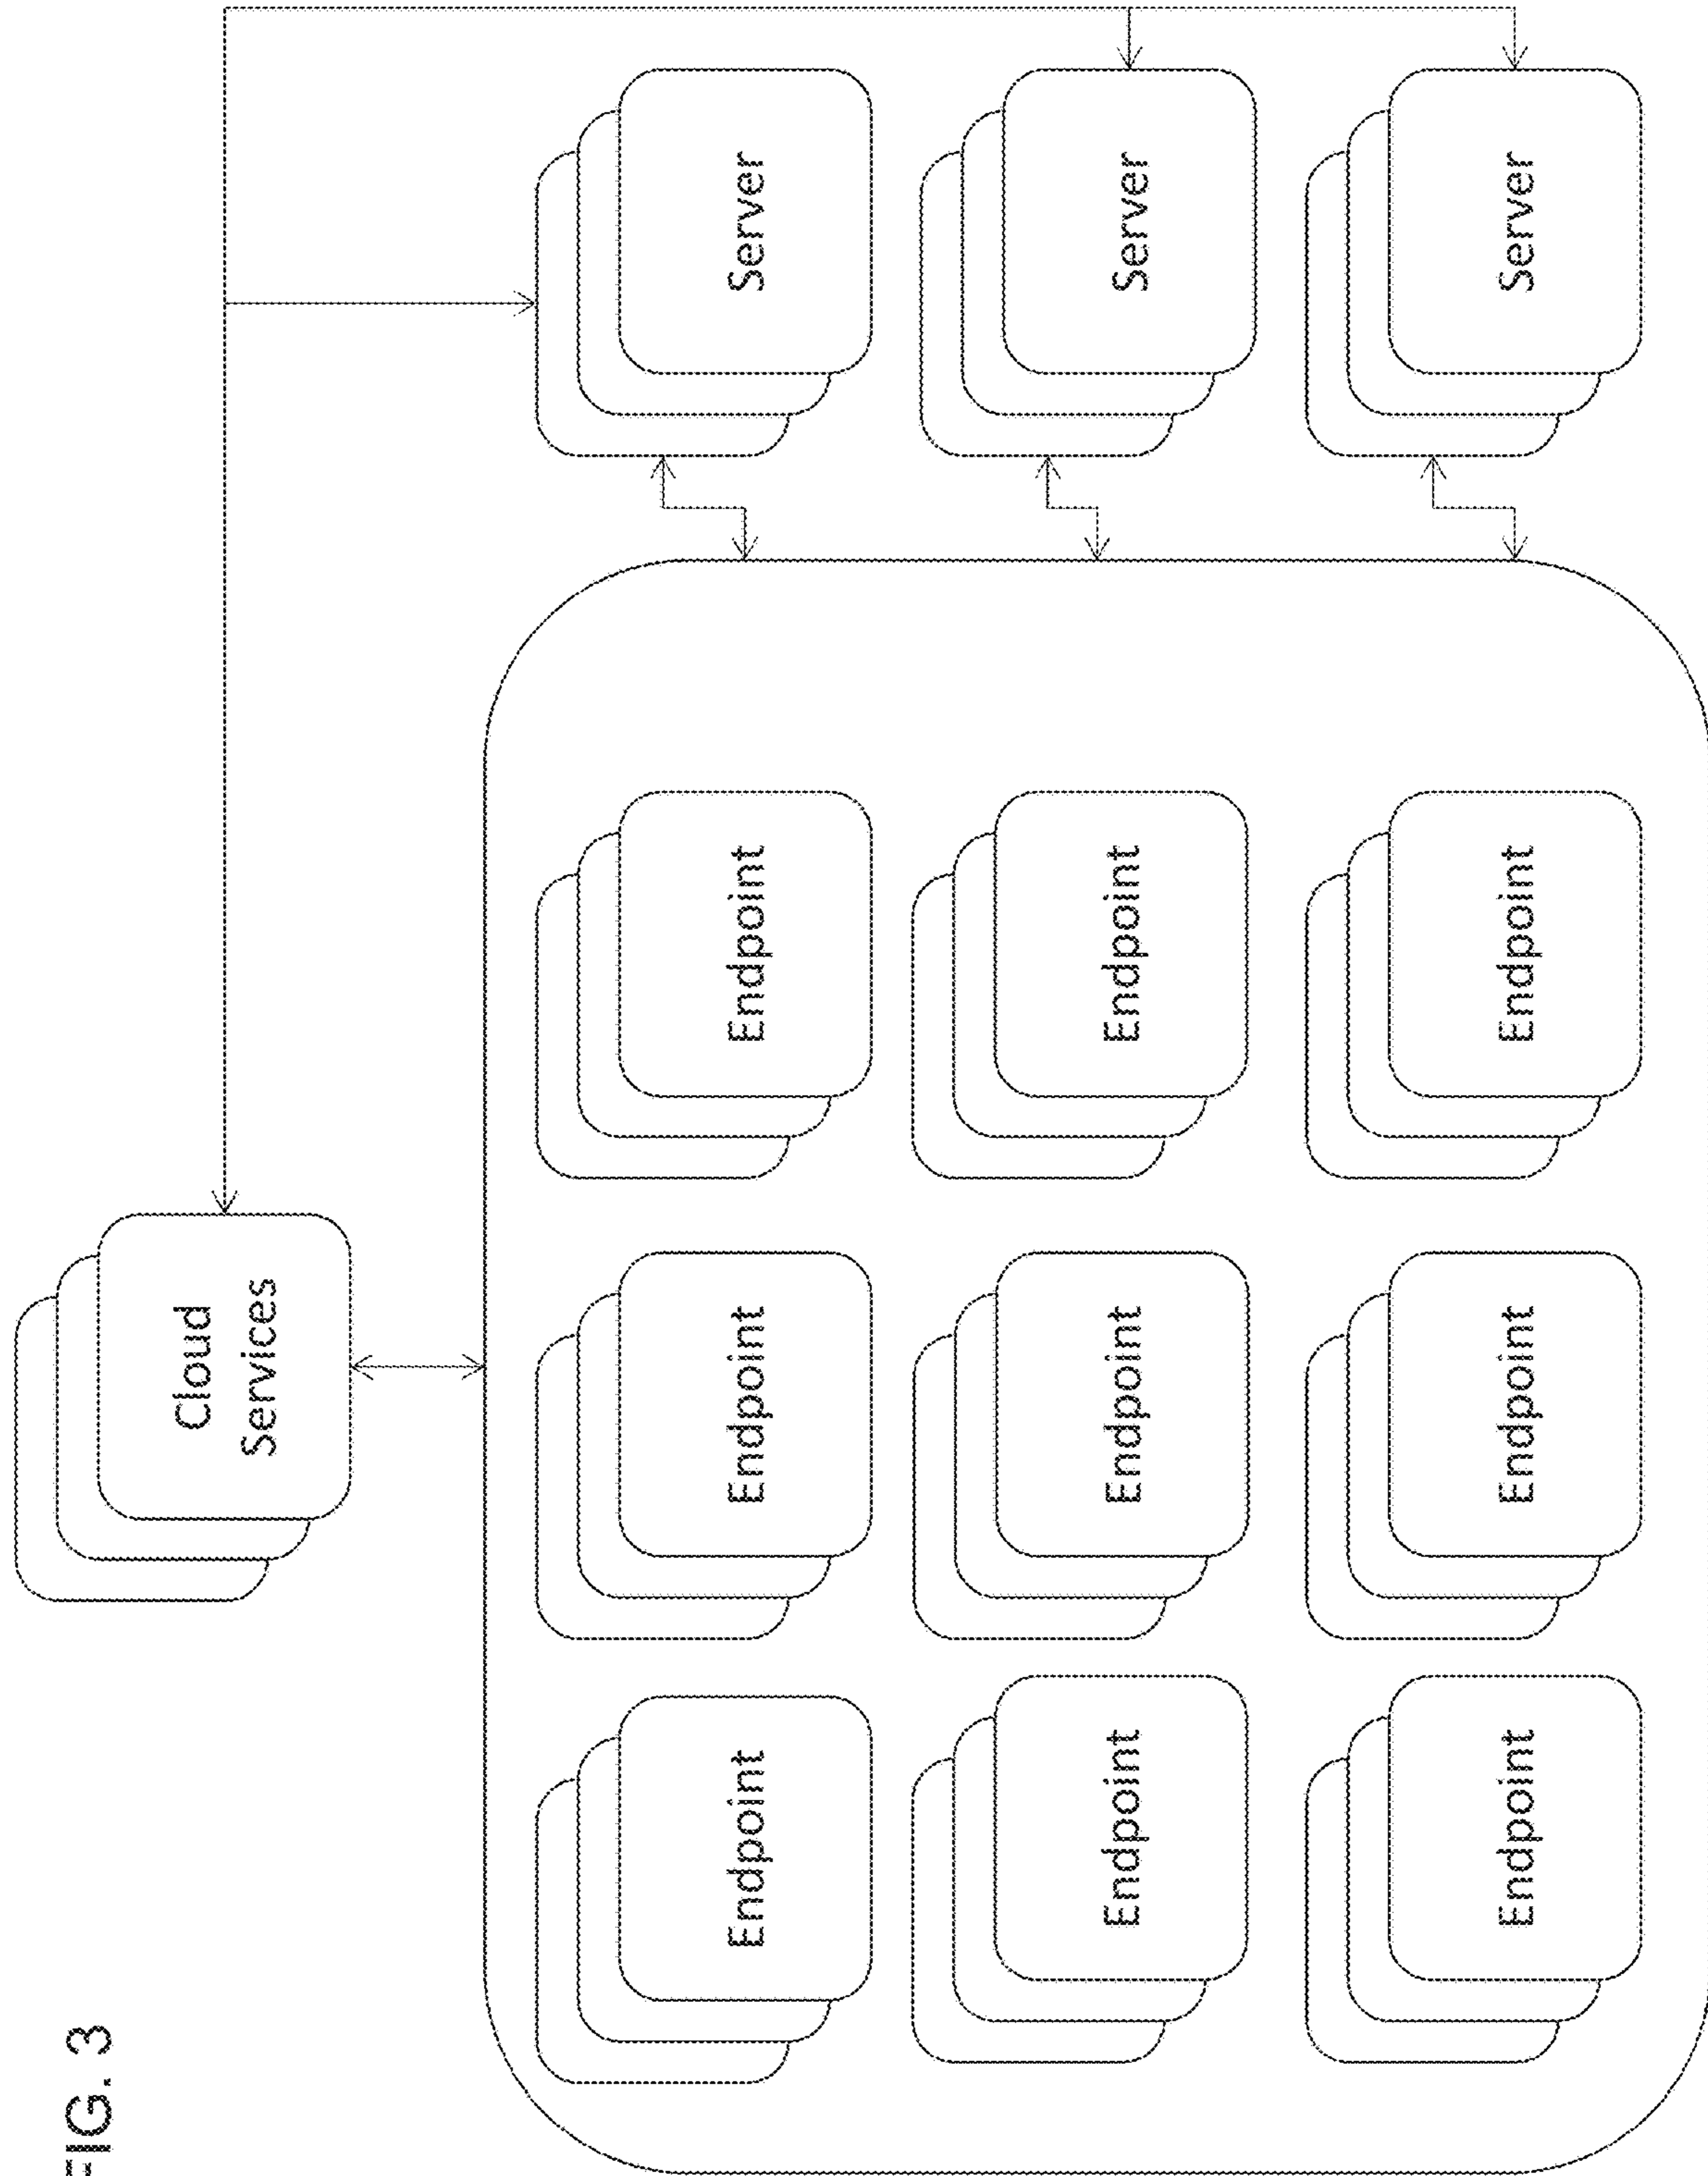 FIG. 3
Cloud
Services
Endpoint
Endpoint
Endpoint
Server
Endpoint
Endpoint
Endpoint
Server
Endpoint
Endpoint
Endpoint
Server